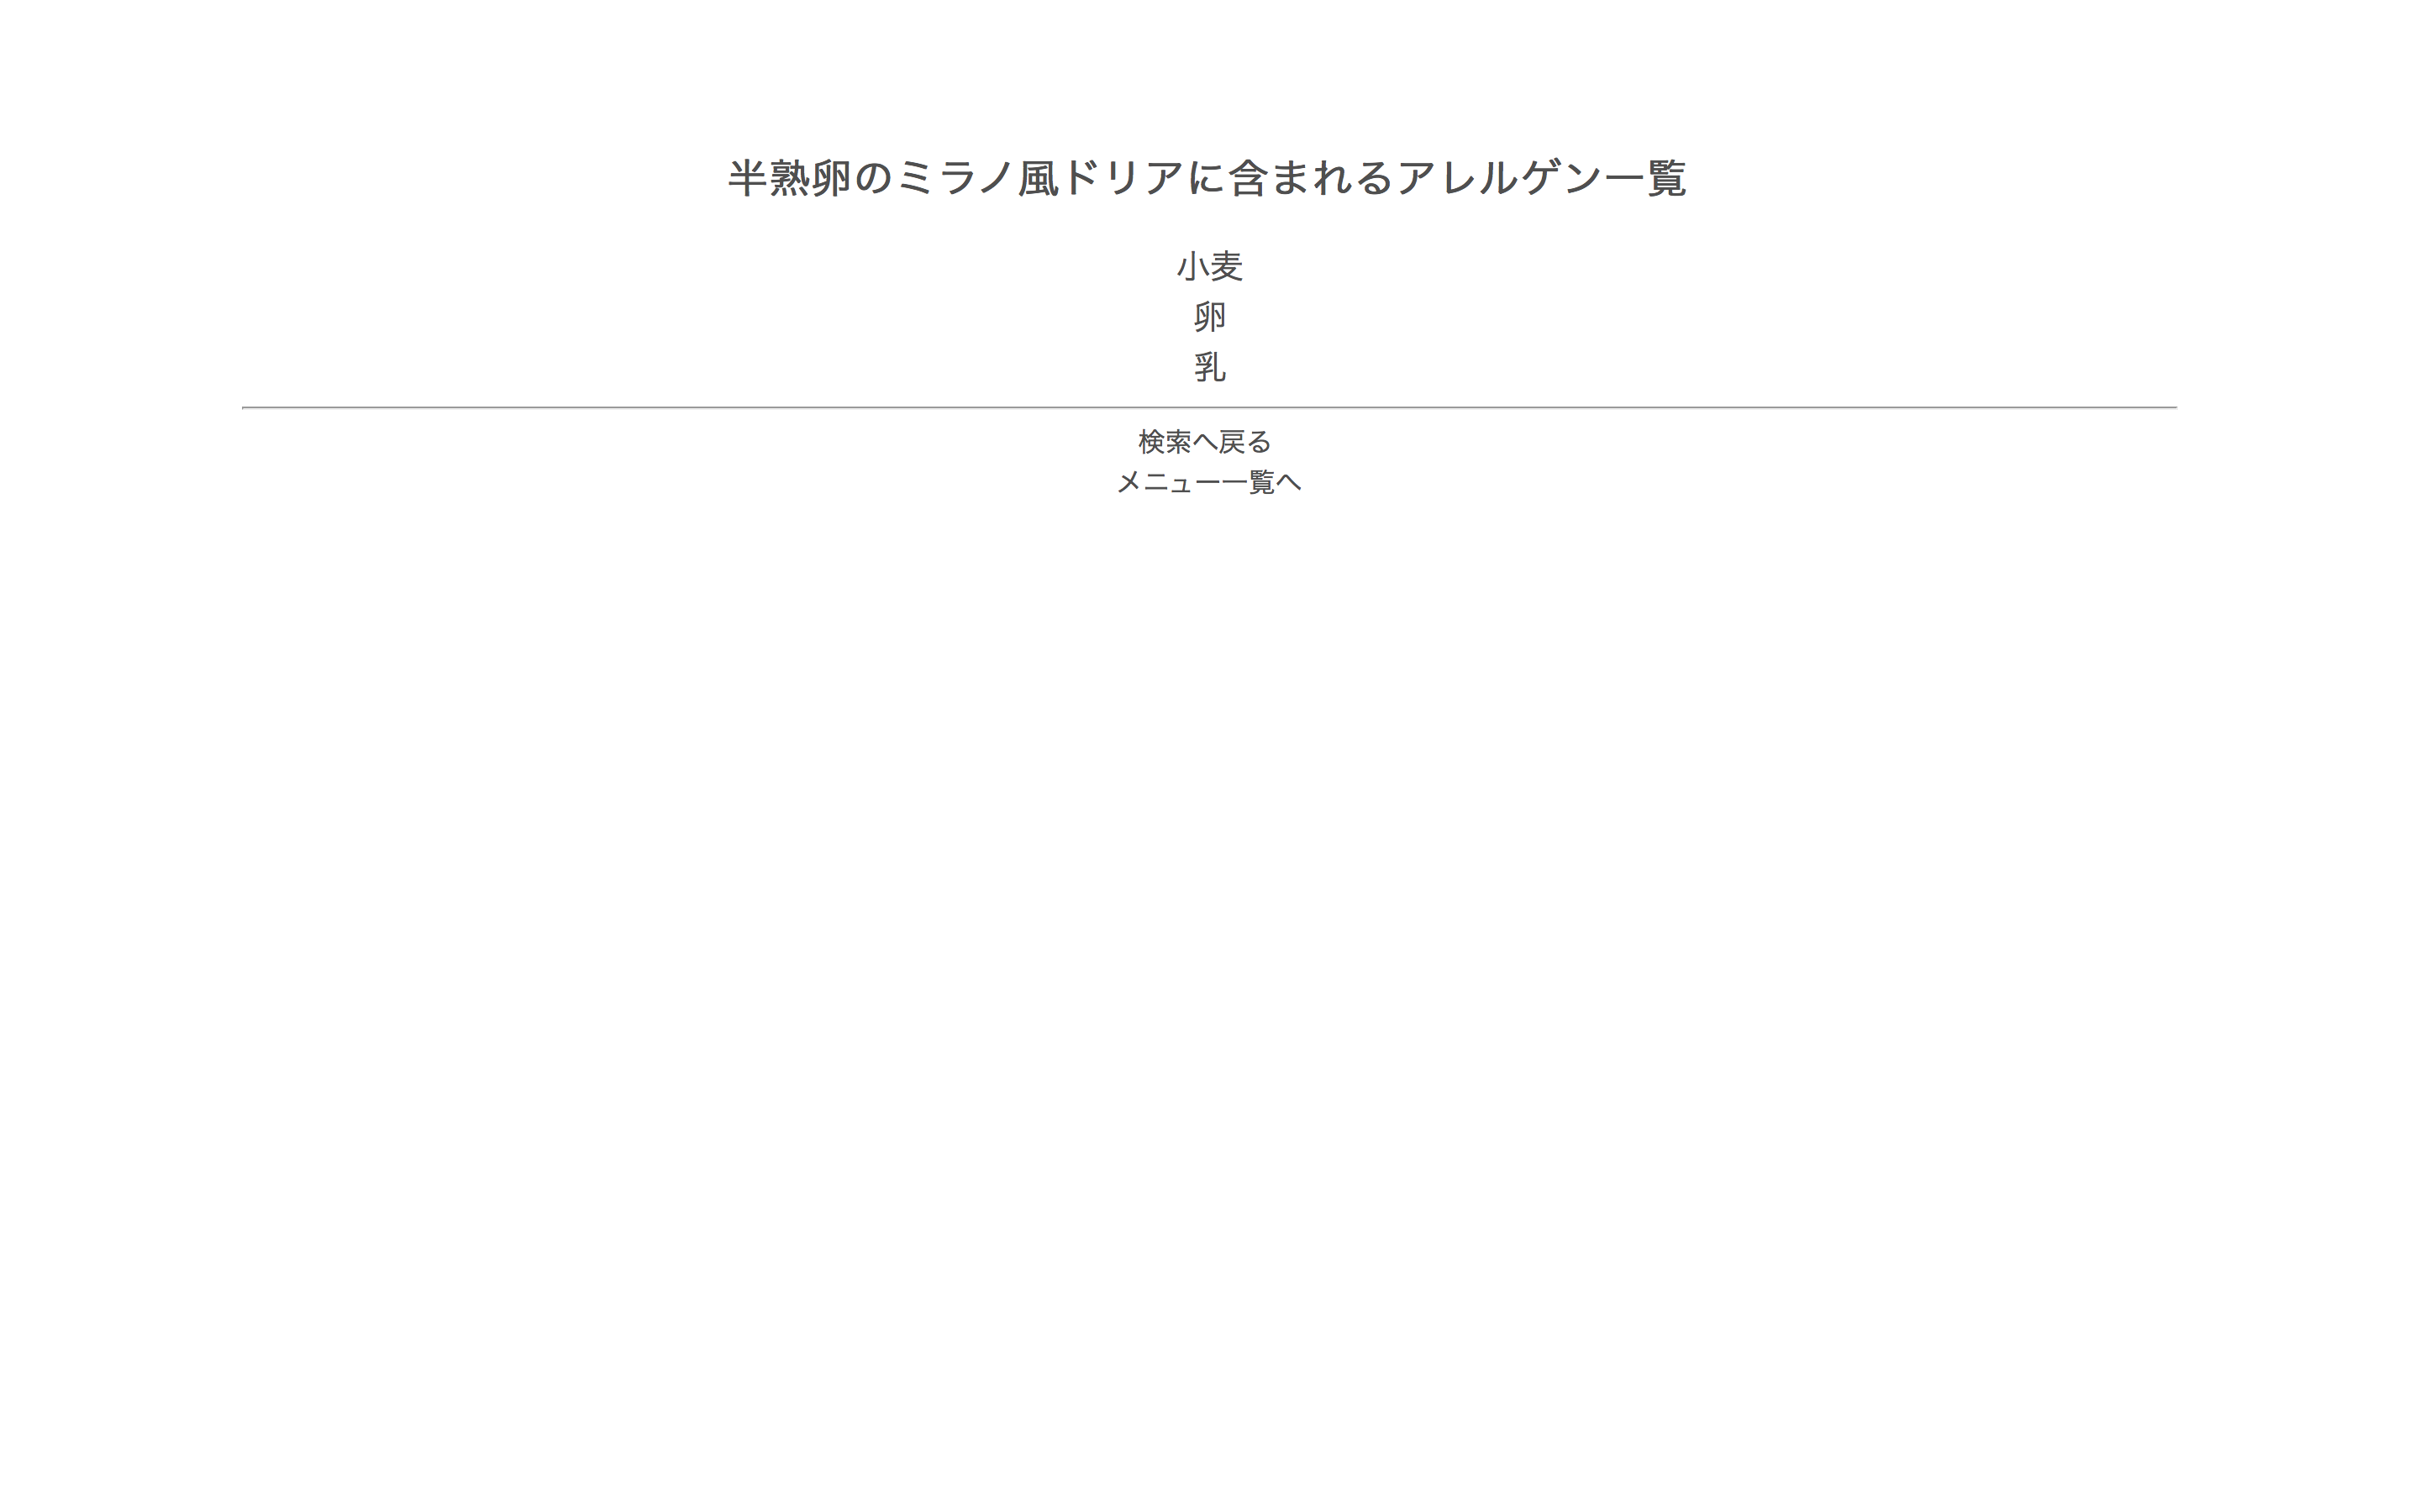 半熟卵のミラノ風ドリアに含まれるアレルゲン一覧
小麦
卵
乳
検索へ戻る
メニュー一覧へ